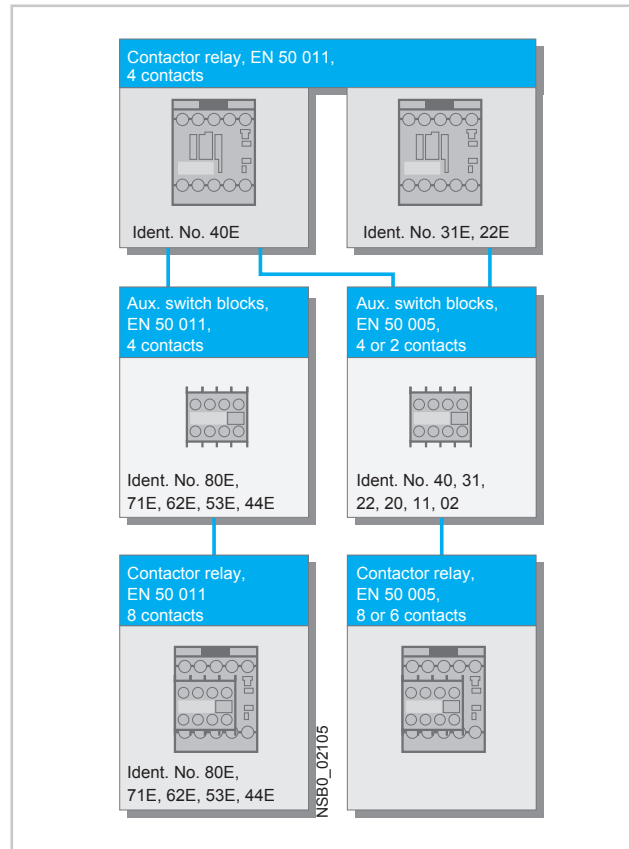 Contactor relay, EN 50 011,
4 contacts
Ident. No. 40E
Ident. No. 31E, 22E
Aux. switch blocks,
EN 50 011,
4 contacts
Ident. No. 80E,
71E, 62E, 53E, 44E
Aux. switch blocks,
EN 50 005,
4 or 2 contacts
Ident. No. 40, 31,
22, 20, 11, 02
Contactor relay,
EN 50 011
8 contacts
Ident. No. 80E,
71E, 62E, 53E, 44E
Contactor relay,
EN 50 005,
8 or 6 contacts
NSB0_02105